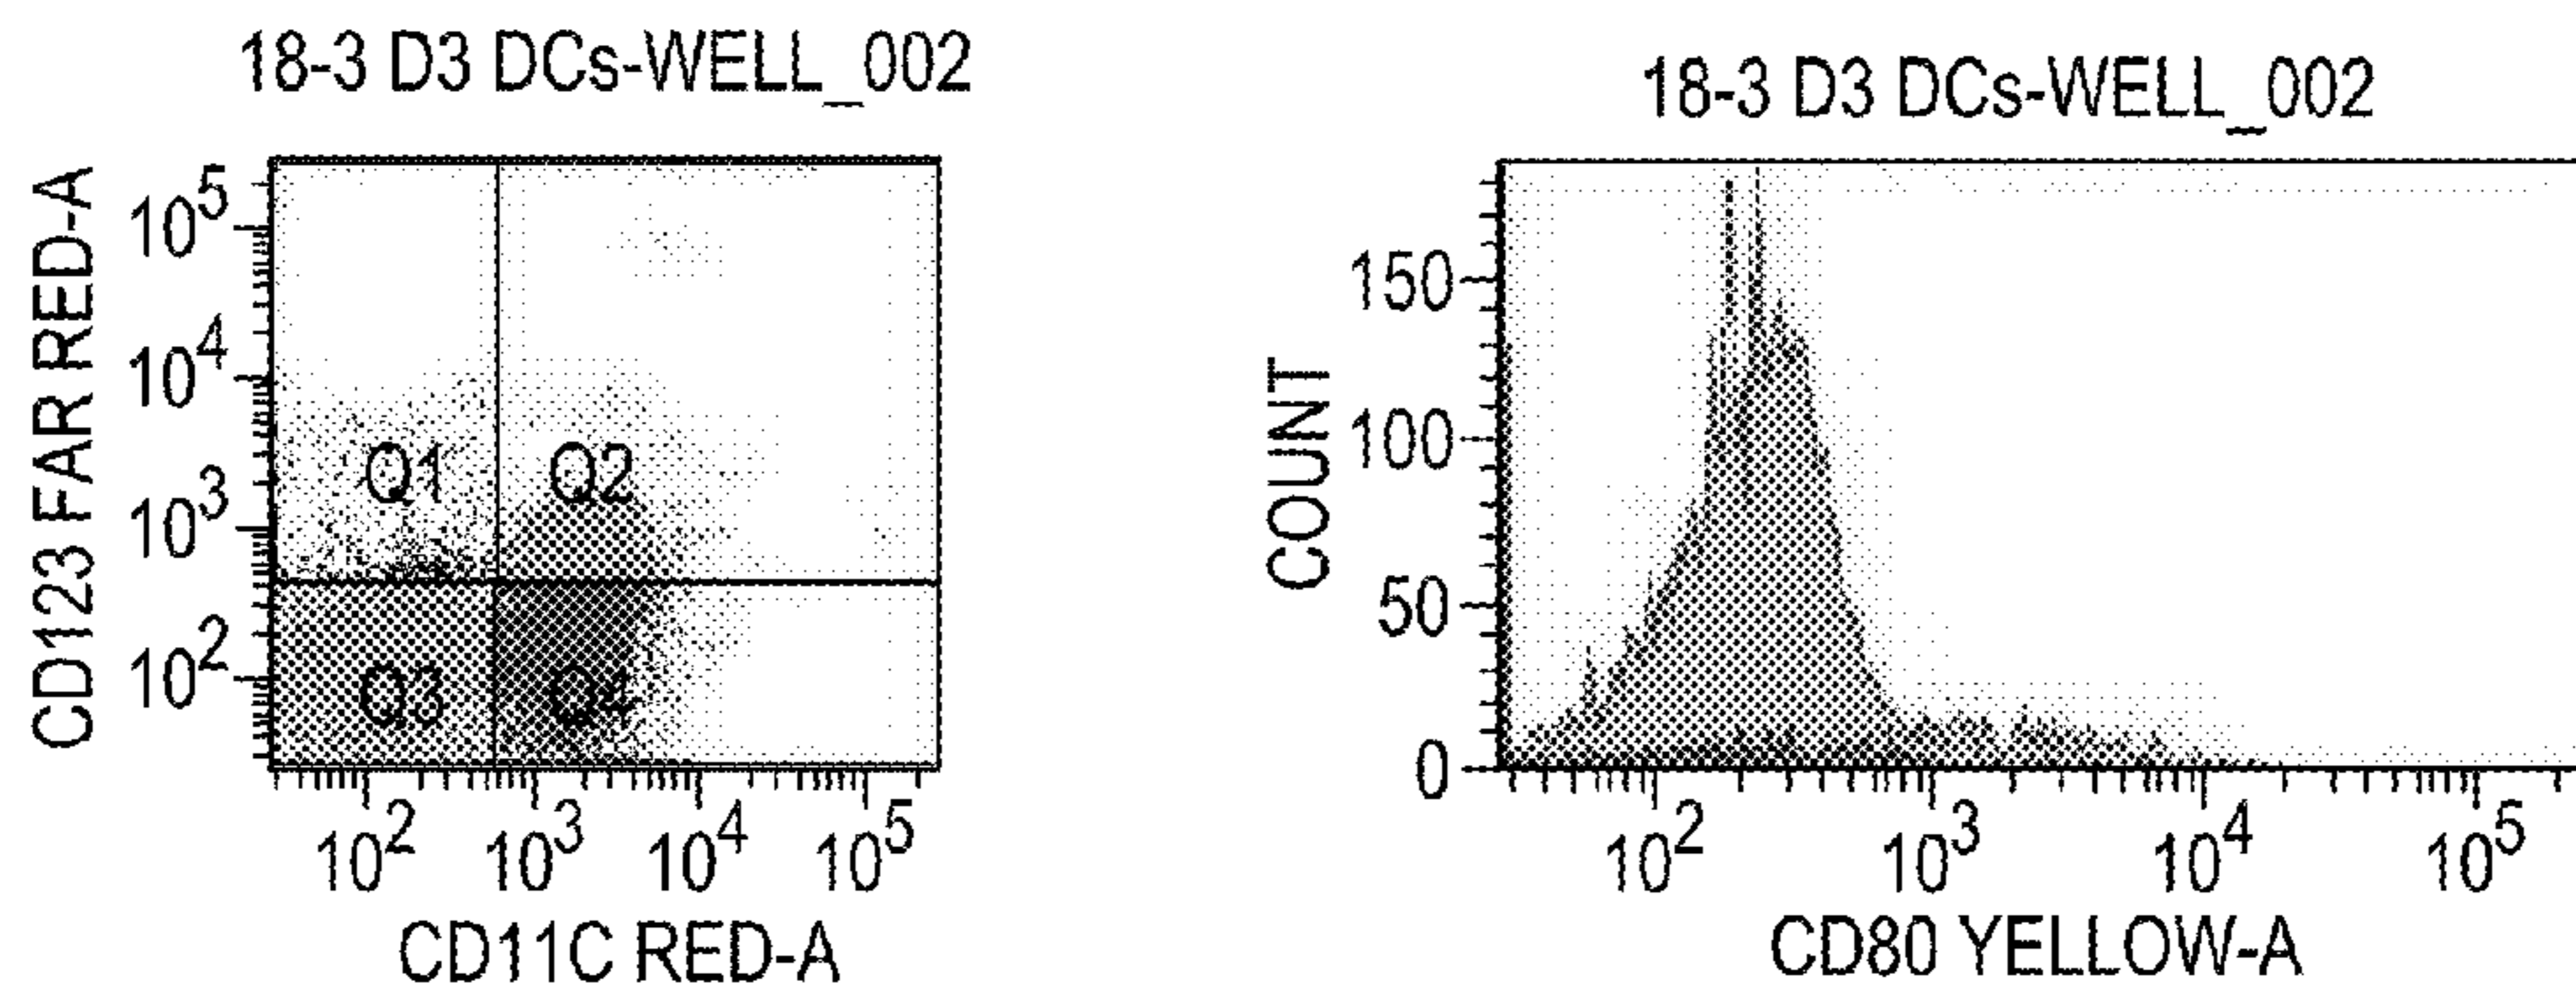 18-3 D3 DCs-WELL_002
CD123 FAR RED-A
10^5
10^4
10^3
10^2
Q1
Q2
Q3
Q4
10^2 10^3 10^4 10^5
CD11C RED-A
18-3 D3 DCs-WELL_002
COUNT
150
100
50
0
10^2 10^3 10^4 10^5
CD80 YELLOW-A